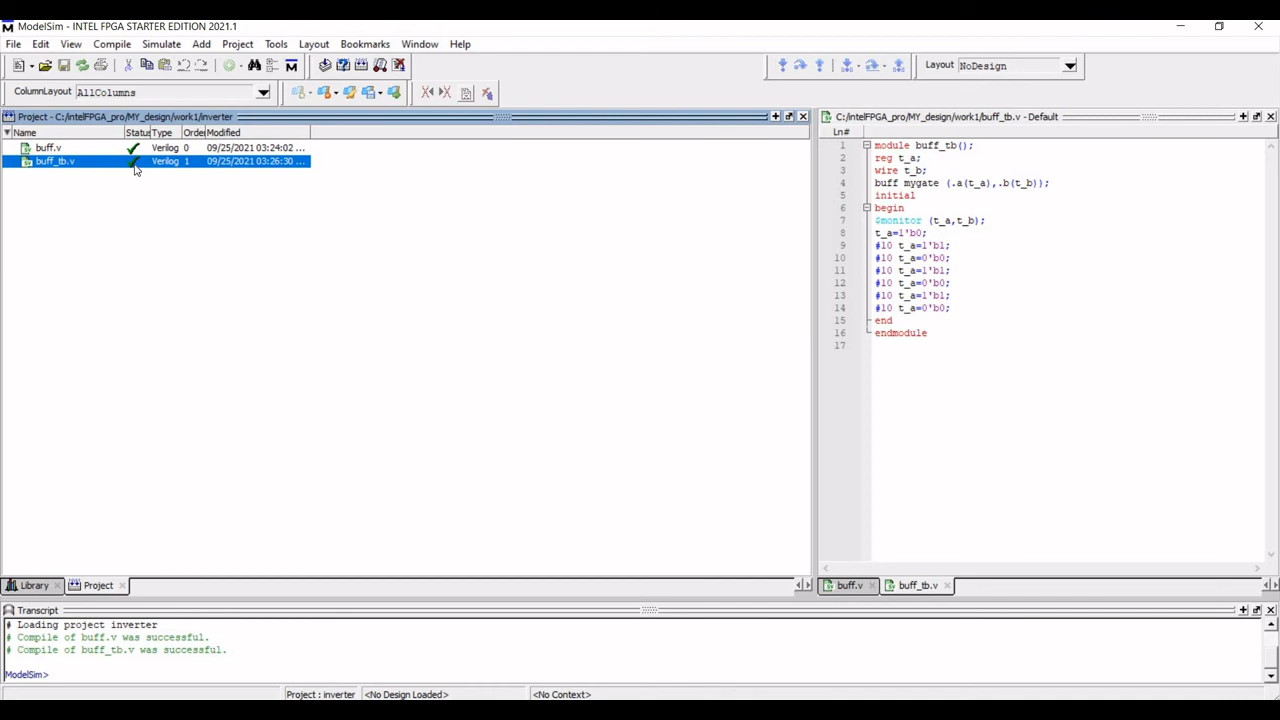 ModelSim - INTEL FPGA STARTER EDITION 2021.1
File Edit View Compile Simulate Add Project Tools Layout Bookmarks Window Help
Layout NoDesign
ColumnLayout AllColumns
Project - C:/intelFPGA_pro/MY_design/work1/inverter
Name Status Type Orde Modified
buff.v Verilog 0 09/25/2021 03:24:02 ...
buff_tb.v Verilog 1 09/25/2021 03:26:30 ...
C:/intelFPGA_pro/MY_design/work1/buff_tb.v - Default
Ln#
1 module buff_tb();
2 reg t_a;
3 wire t_b;
4 buff mygate (.a(t_a),.b(t_b));
5 initial
6 begin
7 $monitor (t_a,t_b);
8 t_a=1'b0;
9 #10 t_a=1'b1;
10 #10 t_a=0'b0;
11 #10 t_a=1'b1;
12 #10 t_a=0'b0;
13 #10 t_a=1'b1;
14 #10 t_a=0'b0;
15 end
16 endmodule
17
Library Project
buff.v buff_tb.v
Transcript
# Loading project inverter
# Compile of buff.v was successful.
# Compile of buff_tb.v was successful.
ModelSim>
Project : inverter <No Design Loaded> <No Context>